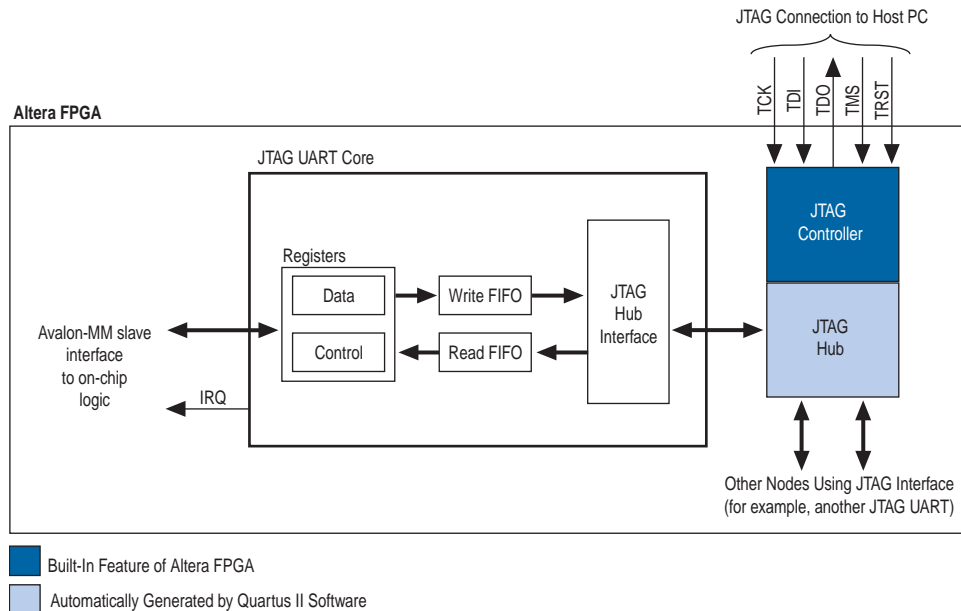 JTAG Connection to Host PC
TCK
TDI
TDO
TMS
TRST
Altera FPGA
JTAG UART Core
JTAG
Controller
Registers
Data
Write FIFO
JTAG
Hub
Interface
Control
Read FIFO
JTAG
Hub
Avalon-MM slave
interface
to on-chip
logic
IRQ
Other Nodes Using JTAG Interface
(for example, another JTAG UART)
Built-In Feature of Altera FPGA
Automatically Generated by Quartus II Software